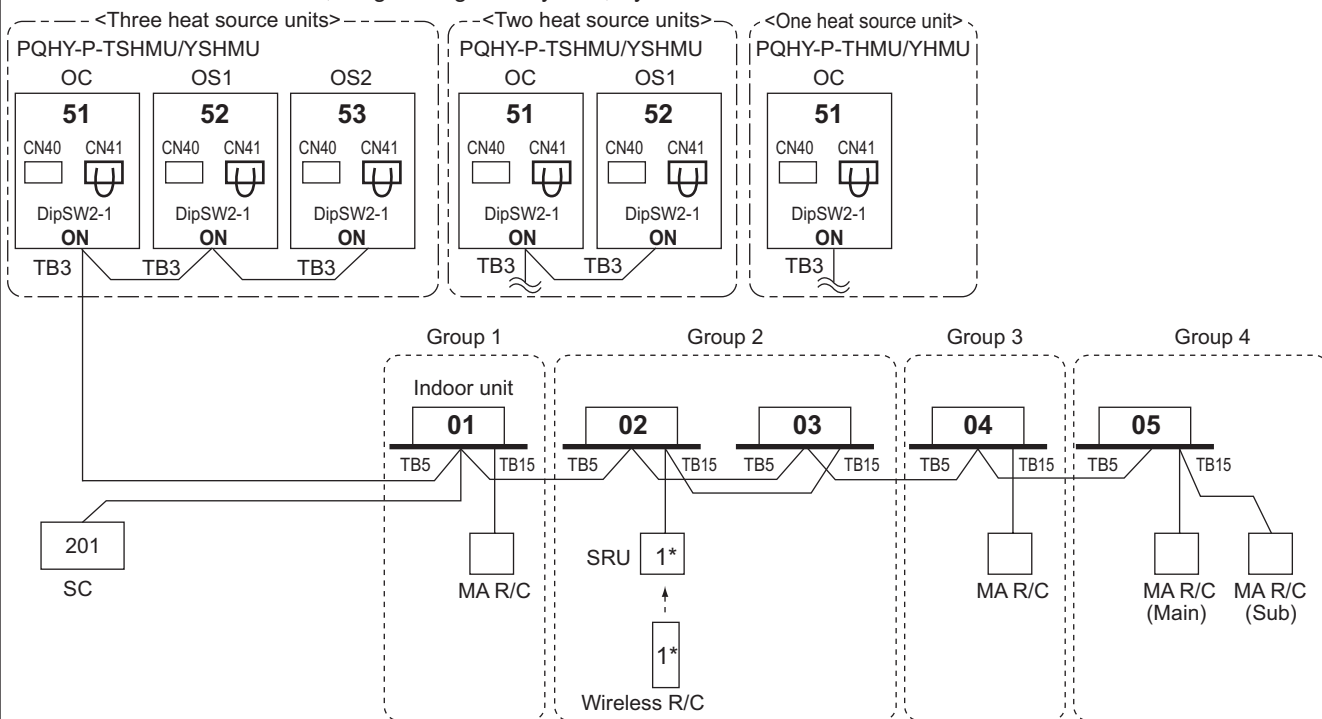 <Three heat source units>
<Two heat source units>
<One heat source unit>
PQHY-P-TSHMU/YSHMU
PQHY-P-TSHMU/YSHMU
PQHY-P-THMU/YHMU
OC OS1 OS2
OC OS1
OC
51 52 53
51 52
51
CN40 CN41 CN40 CN41 CN40 CN41
CN40 CN41 CN40 CN41
CN40 CN41
DipSW2-1 DipSW2-1 DipSW2-1
DipSW2-1 DipSW2-1
DipSW2-1
ON ON ON
ON ON
ON
TB3 TB3 TB3
TB3 TB3
TB3
Group 1 Group 2 Group 3 Group 4
Indoor unit
01 02 03 04 05
TB5 TB15 TB5 TB15 TB5 TB15 TB5 TB15 TB5 TB15
201
SC
MA R/C
SRU 1*
1*
Wireless R/C
MA R/C
MA R/C
(Main)
MA R/C
(Sub)